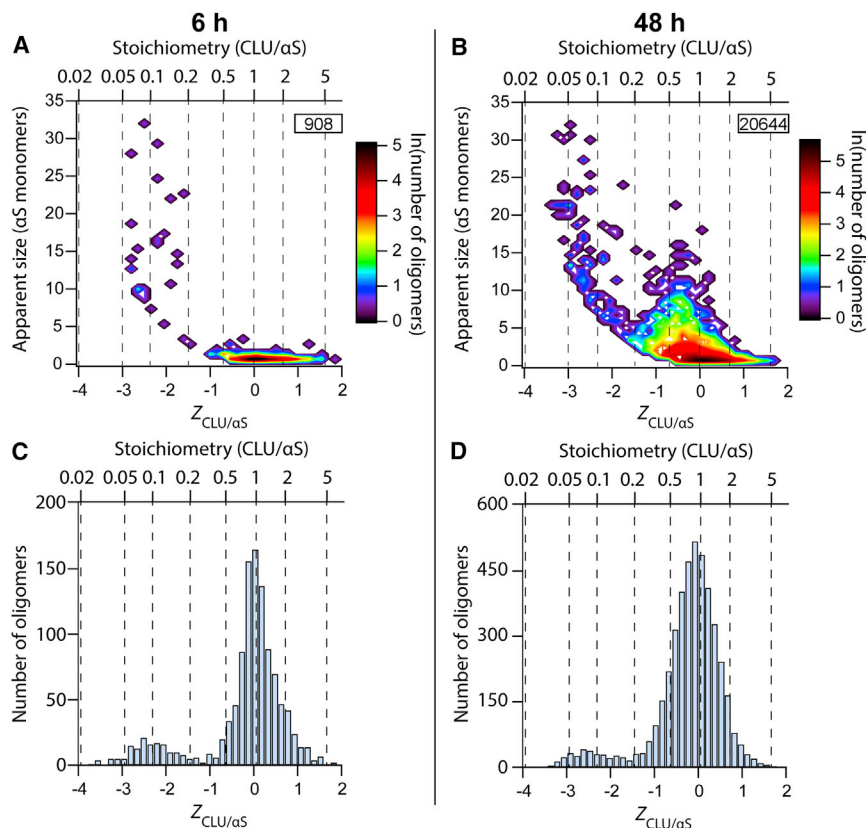 6 h
48 h
A
Stoichiometry (CLU/αS)
0.02 0.05 0.1 0.2 0.5 1 2 5
Apparent size (αS monomers)
35
30
25
20
15
10
5
0
908
5
4
3
2
1
0
ln(number of oligomers)
-4 -3 -2 -1 0 1 2
Z CLU/αS
B
Stoichiometry (CLU/αS)
0.02 0.05 0.1 0.2 0.5 1 2 5
Apparent size (αS monomers)
35
30
25
20
15
10
5
0
20644
5
4
3
2
1
0
ln(number of oligomers)
-4 -3 -2 -1 0 1 2
Z CLU/αS
C
Stoichiometry (CLU/αS)
0.02 0.05 0.1 0.2 0.5 1 2 5
Number of oligomers
200
150
100
50
0
-4 -3 -2 -1 0 1 2
Z CLU/αS
D
Stoichiometry (CLU/αS)
0.02 0.05 0.1 0.2 0.5 1 2 5
Number of oligomers
600
450
300
150
0
-4 -3 -2 -1 0 1 2
Z CLU/αS